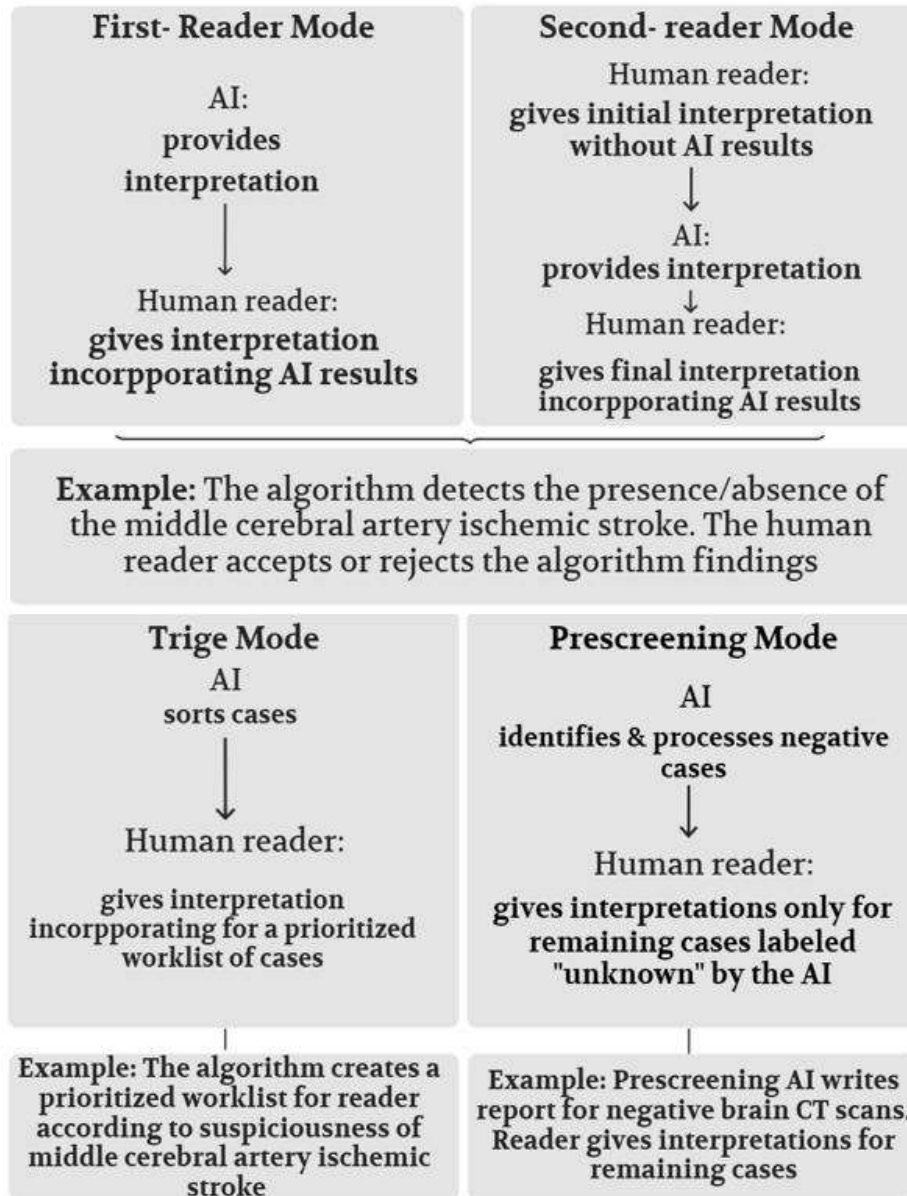 First- Reader Mode
AI:
provides
interpretation
Human reader:
gives interpretation
incorpporating AI results
Second- reader Mode
Human reader:
gives initial interpretation
without AI results
AI:
provides interpretation
Human reader:
gives final interpretation
incorpporating AI results
Example: The algorithm detects the presence/absence of
the middle cerebral artery ischemic stroke. The human
reader accepts or rejects the algorithm findings
Trige Mode
AI
sorts cases
Human reader:
gives interpretation
incorpporating for a prioritized
worklist of cases
Example: The algorithm creates a
prioritized worklist for reader
according to suspiciousness of
middle cerebral artery ischemic
stroke
Prescreening Mode
AI
identifies & processes negative
cases
Human reader:
gives interpretations only for
remaining cases labeled
"unknown" by the AI
Example: Prescreening AI writes
report for negative brain CT scans.
Reader gives interpretations for
remaining cases